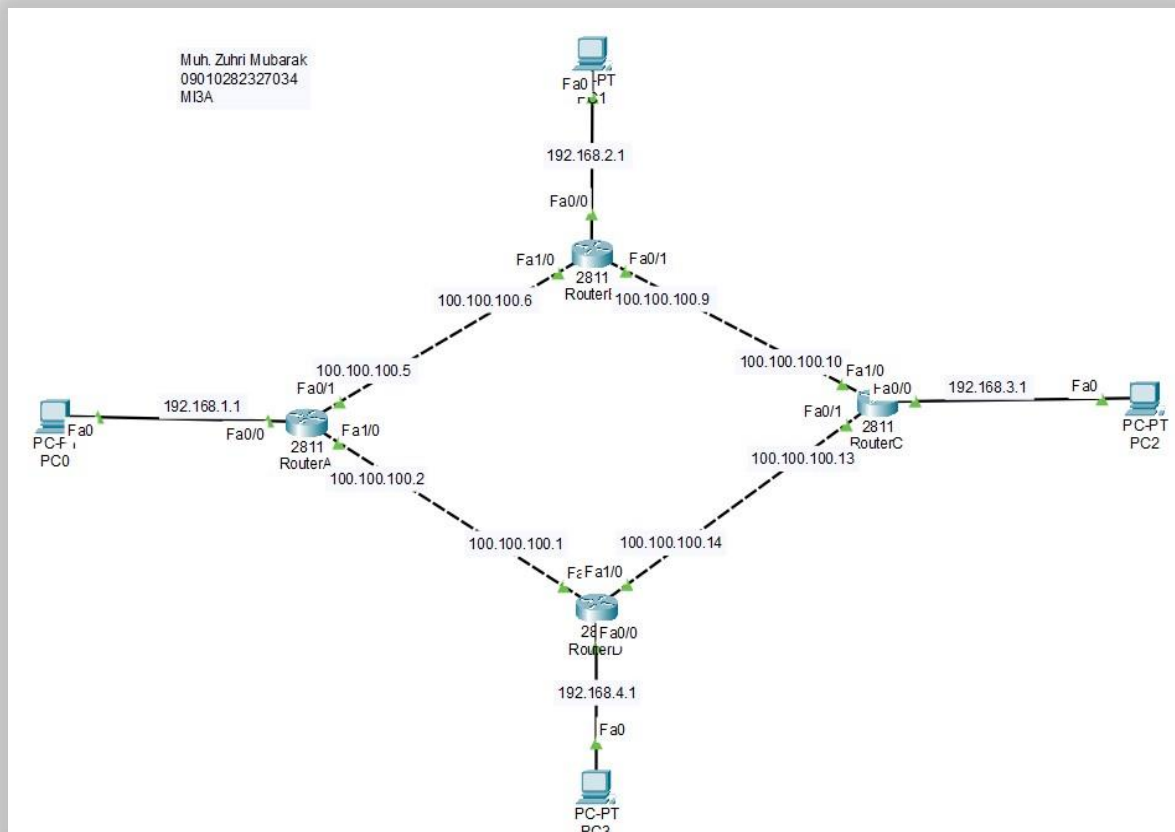 Muh. Zuhri Mubarak
09010282327034
MI3A
Fa0
-PT
192.168.2.1
Fa0/0
Fa1/0
Fa0/1
2811
100.100.100.6
100.100.100.9
100.100.100.5
100.100.100.10
Fa0/1
Fa1/0
192.168.1.1
Fa0/0
192.168.3.1
Fa0
Fa0
Fa0/0
Fa1/0
Fa0/1
PC0
2811
RouterA
2811
RouterC
PC-PT
PC2
100.100.100.2
100.100.100.13
100.100.100.1
100.100.100.14
Fa1/0
Fa0/0
RouterD
192.168.4.1
Fa0
PC-PT
PC3